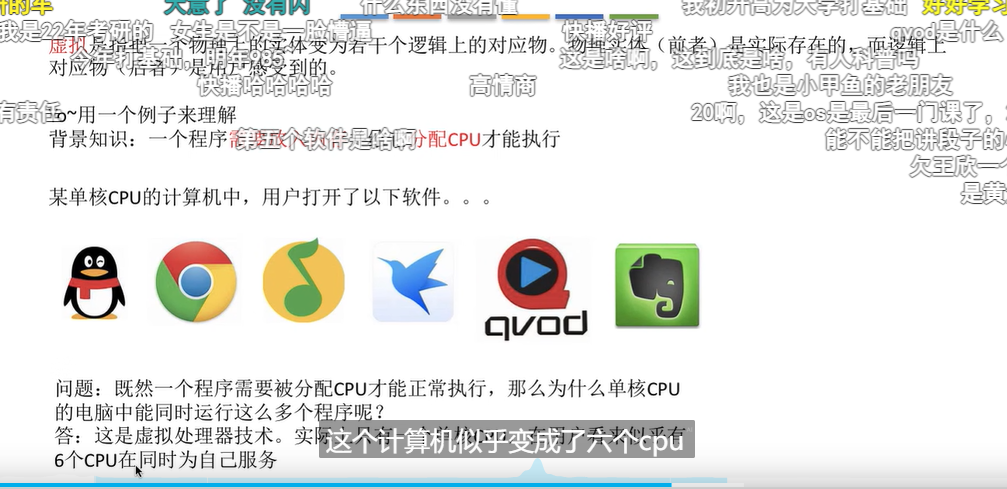 的车 天意了 没有闪 什么东西没有懂 我初升高为大学打基础 好好学习
我是22年考研的 女生是不是一脸懵逼 快播好评 qvod是什么
虚拟是指把一个物理上的实体变为若干个逻辑上的对应物。物理实体（前者）是实际存在的，而逻辑上
对应物（后者）是用户感受到的。
这是啥啊，这到底是啥，有人科普吗
快播哈哈哈哈 高情商 我也是小甲鱼的老朋友
有责任 20啊，这是os是最后一门课了，
用一个例子来理解
背景知识：一个程序 分配CPU才能执行
第五个软件是啥啊 能不能把讲段子的
欠王欣一个
是黄
某单核CPU的计算机中，用户打开了以下软件。。。
qvod
问题：既然一个程序需要被分配CPU才能正常执行，那么为什么单核CPU
的电脑中能同时运行这么多个程序呢？
答：这是虚拟处理器技术。实际
这个计算机似乎变成了六个cpu
6个CPU在同时为自己服务